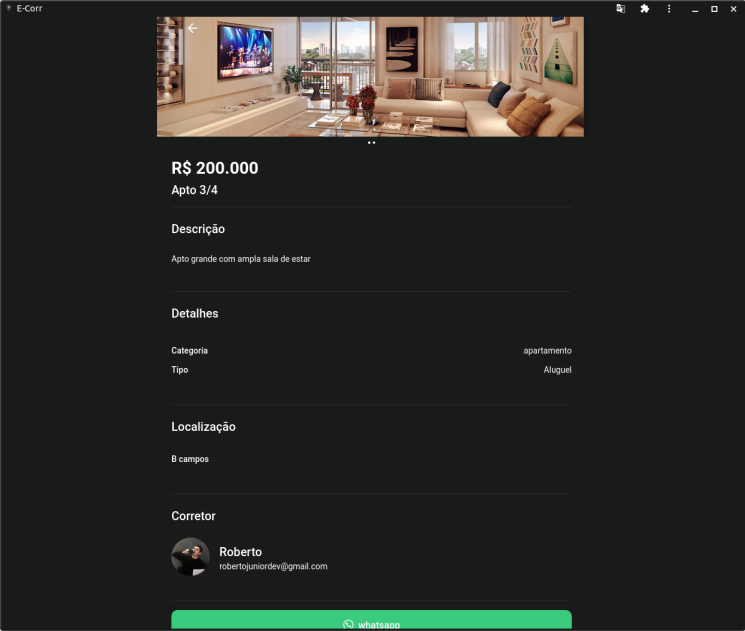 E-Corr
R$ 200.000
Apto 3/4
Descrição
Apto grande com ampla sala de estar
Detalhes
Categoria
apartamento
Tipo
Aluguel
Localização
B campos
Corretor
Roberto
robertojuniordev@gmail.com
whatsapp